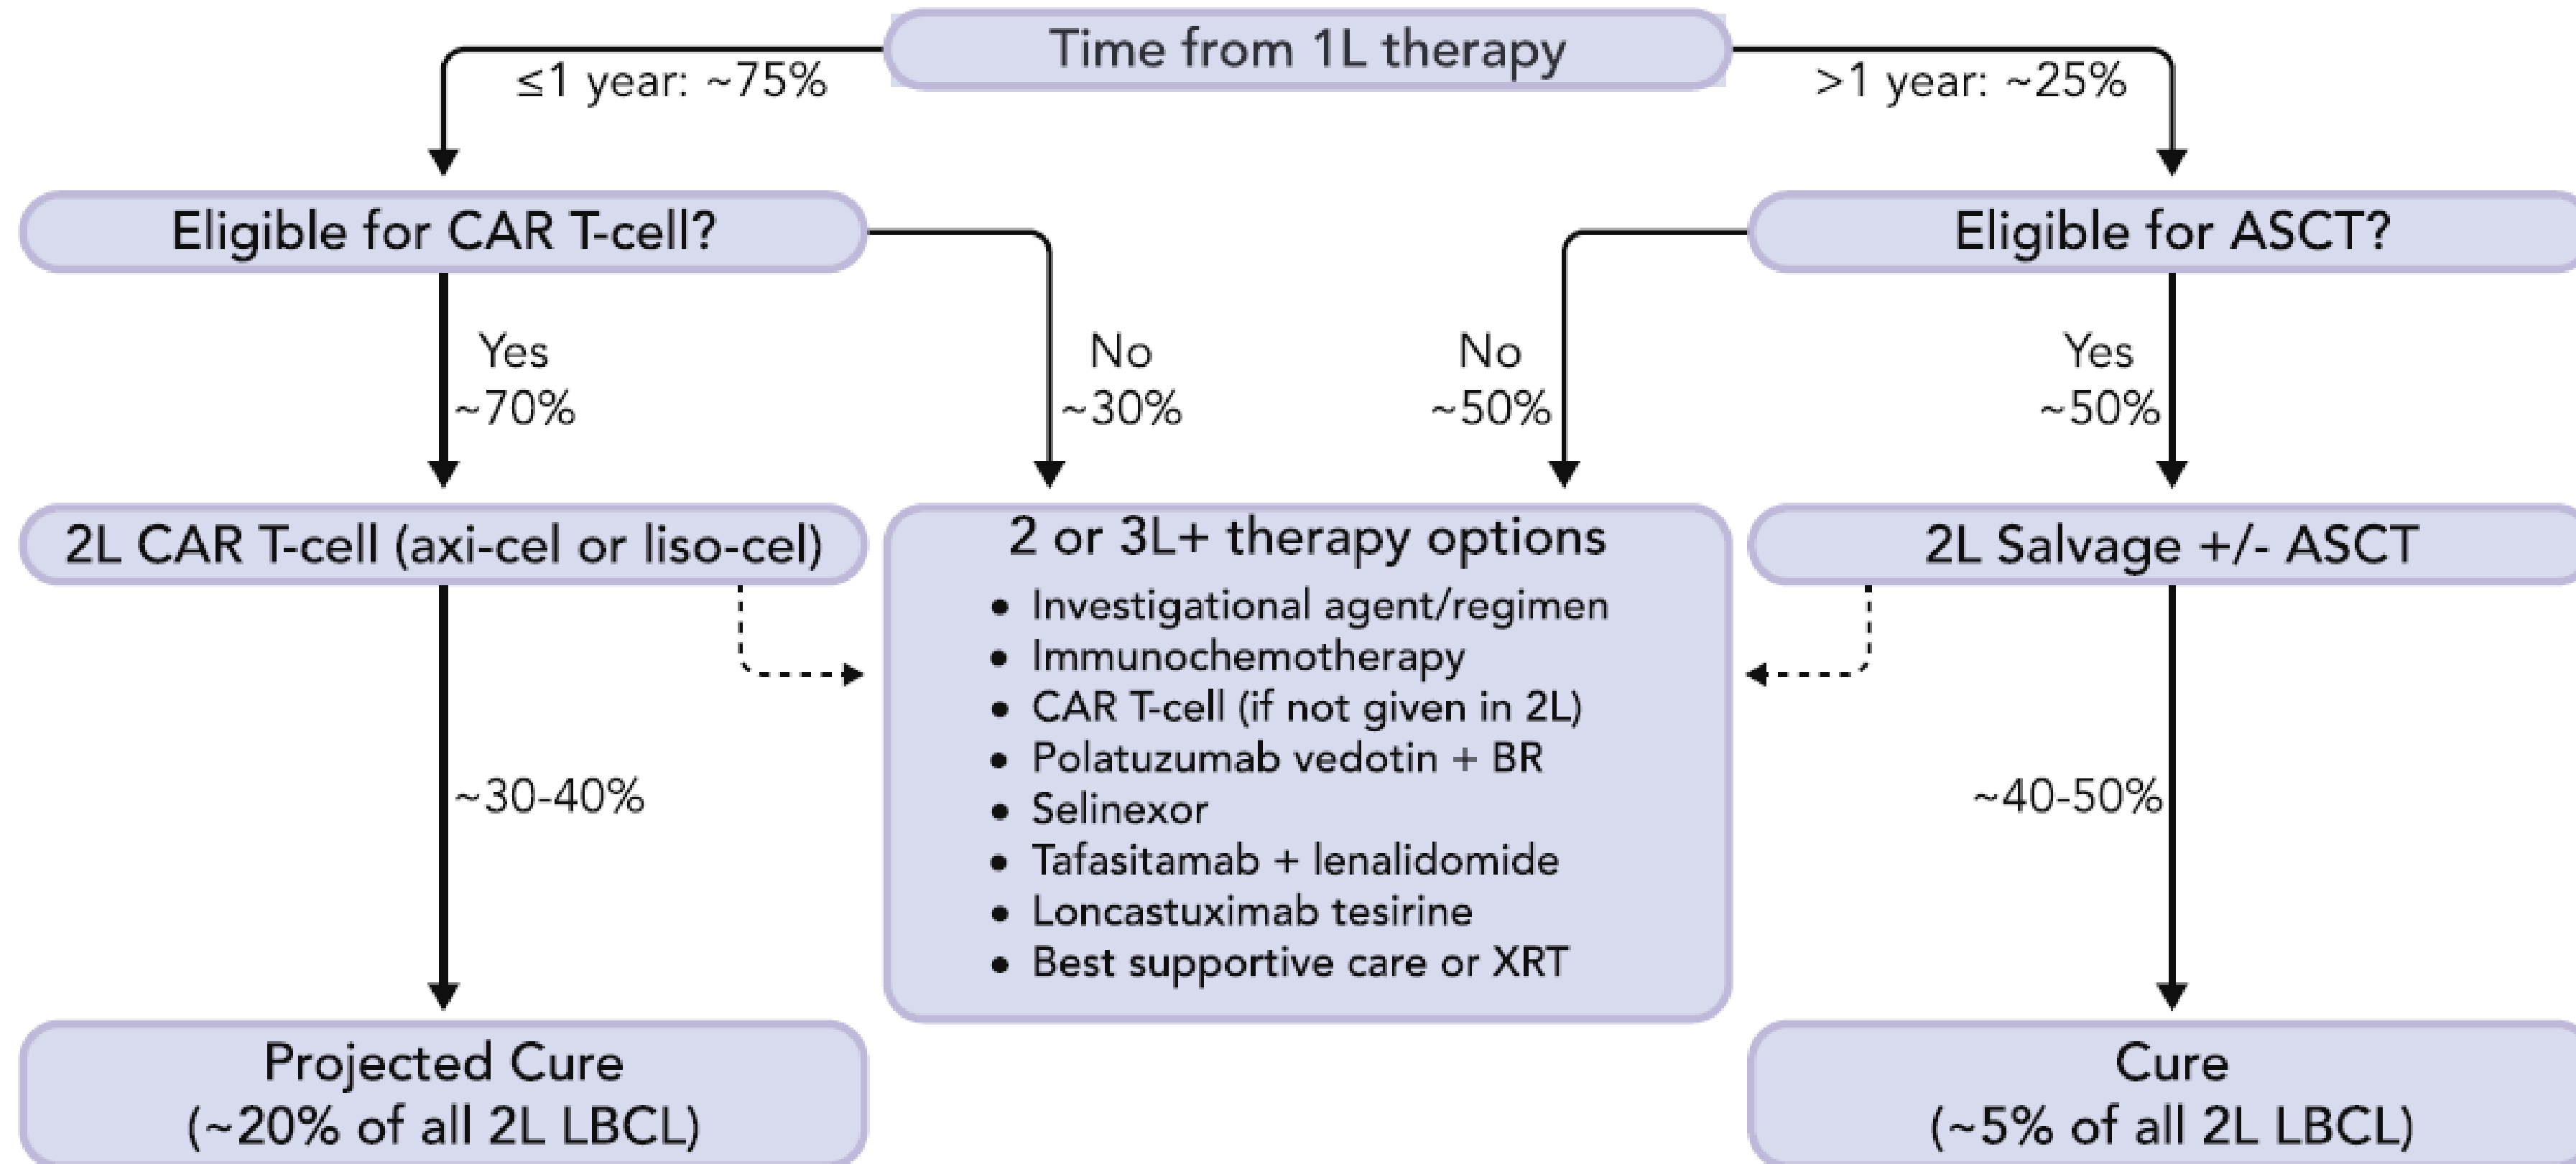 Time from 1L therapy
≤1 year: ~75%
>1 year: ~25%
Eligible for CAR T-cell?
Eligible for ASCT?
Yes
~70%
No
~30%
No
~50%
Yes
~50%
2L CAR T-cell (axi-cel or liso-cel)
2 or 3L+ therapy options
• Investigational agent/regimen
• Immunochemotherapy
• CAR T-cell (if not given in 2L)
• Polatuzumab vedotin + BR
• Selinexor
• Tafasitamab + lenalidomide
• Loncastuximab tesirine
• Best supportive care or XRT
2L Salvage +/- ASCT
~30-40%
~40-50%
Projected Cure
(~20% of all 2L LBCL)
Cure
(~5% of all 2L LBCL)